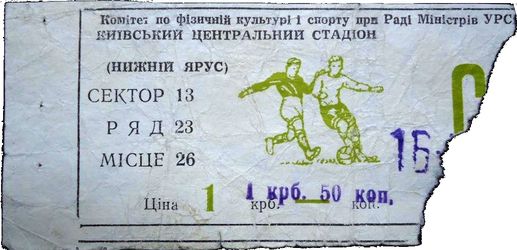 Комітет по фізичній культурі і спорту при Раді Міністрів УРС
КИЇВСЬКИЙ ЦЕНТРАЛЬНИЙ СТАДІОН
(НИЖНІЙ ЯРУС)
СЕКТОР 13
РЯД 23
МІСЦЕ 26
16
Ціна 1 крб. — коп.
1 крб. 50 коп.